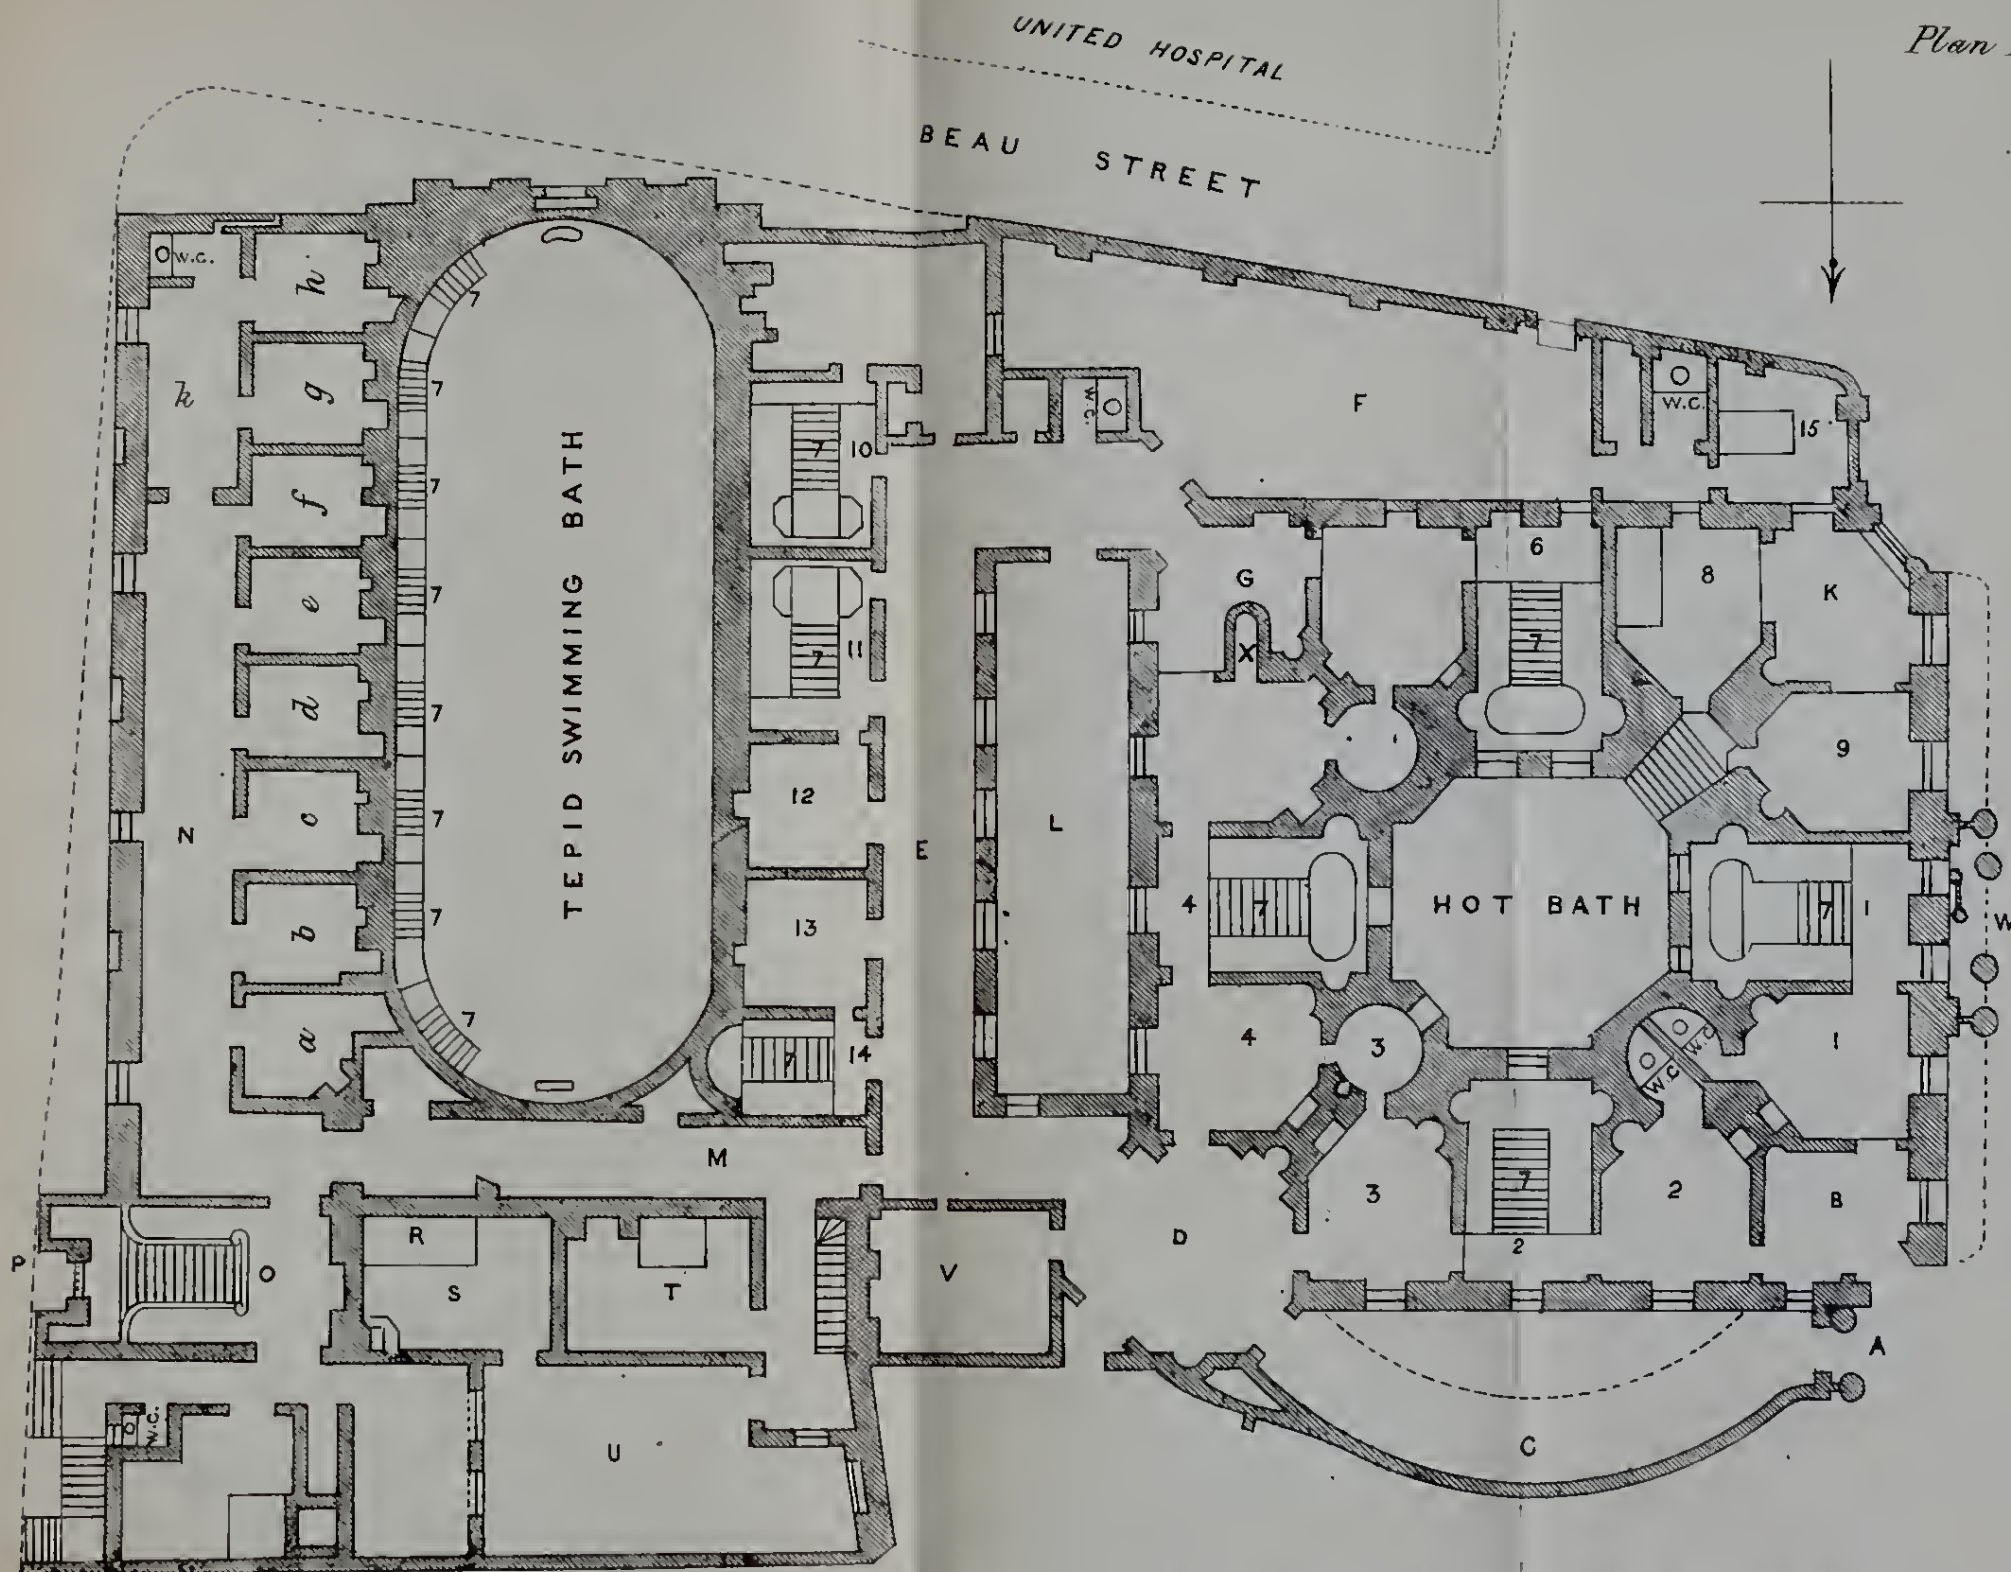 Plan
UNITED HOSPITAL
BEAU STREET
W.C.
h
7
g
k
7
f
7
e
7
d
7
c
7
b
7
a
7
N
TEPID SWIMMING BATH
7
10
7
11
12
13
7
14
E
L
M
W.C.
F
W.C.
15
G
X
6
7
8
K
9
HOT BATH
4
7
7
1
W
4
3
W.C.
W.C.
1
3
7
2
2
B
D
A
C
P
O
R
S
T
V
U
W.C.